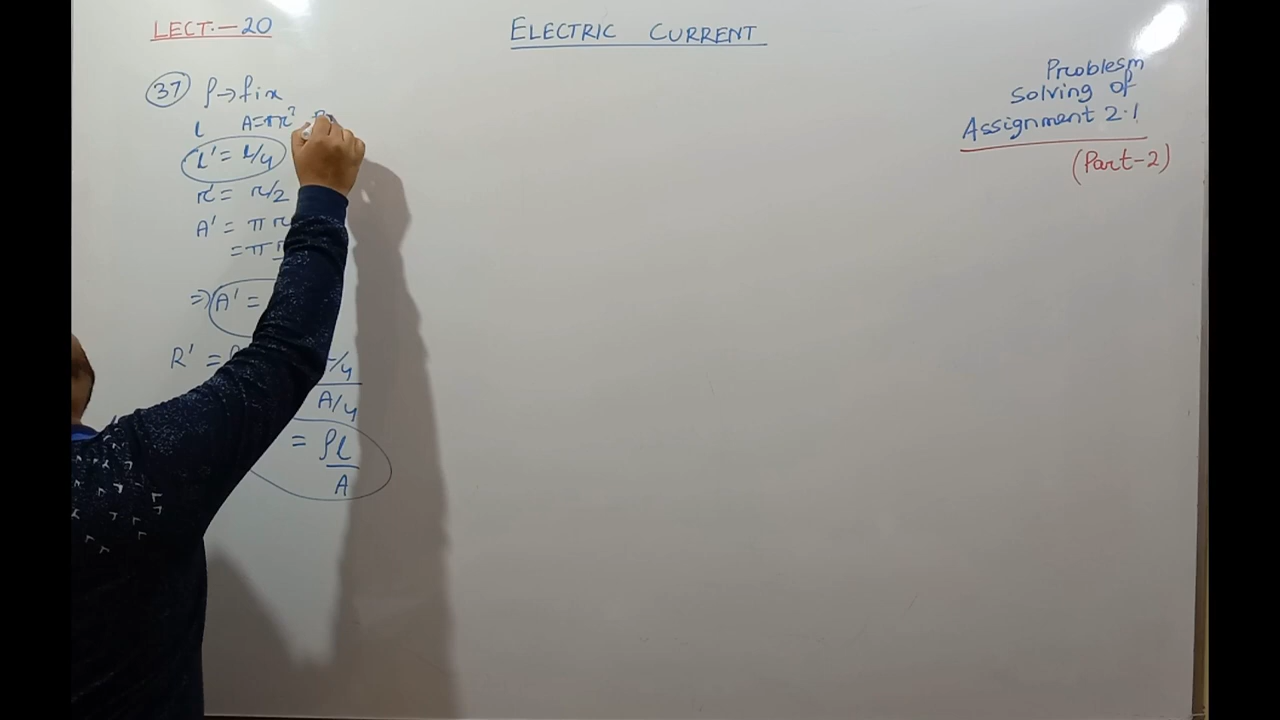 LECT.—20
ELECTRIC CURRENT
Problesm
Solving of
Assignment 2.1
(Part-2)
37 ρ→fix
l A=πr²
l' = l/4
r' = r/2
A' = π
= π
⇒ A' =
R' =
/4
A/4
= ρl
A